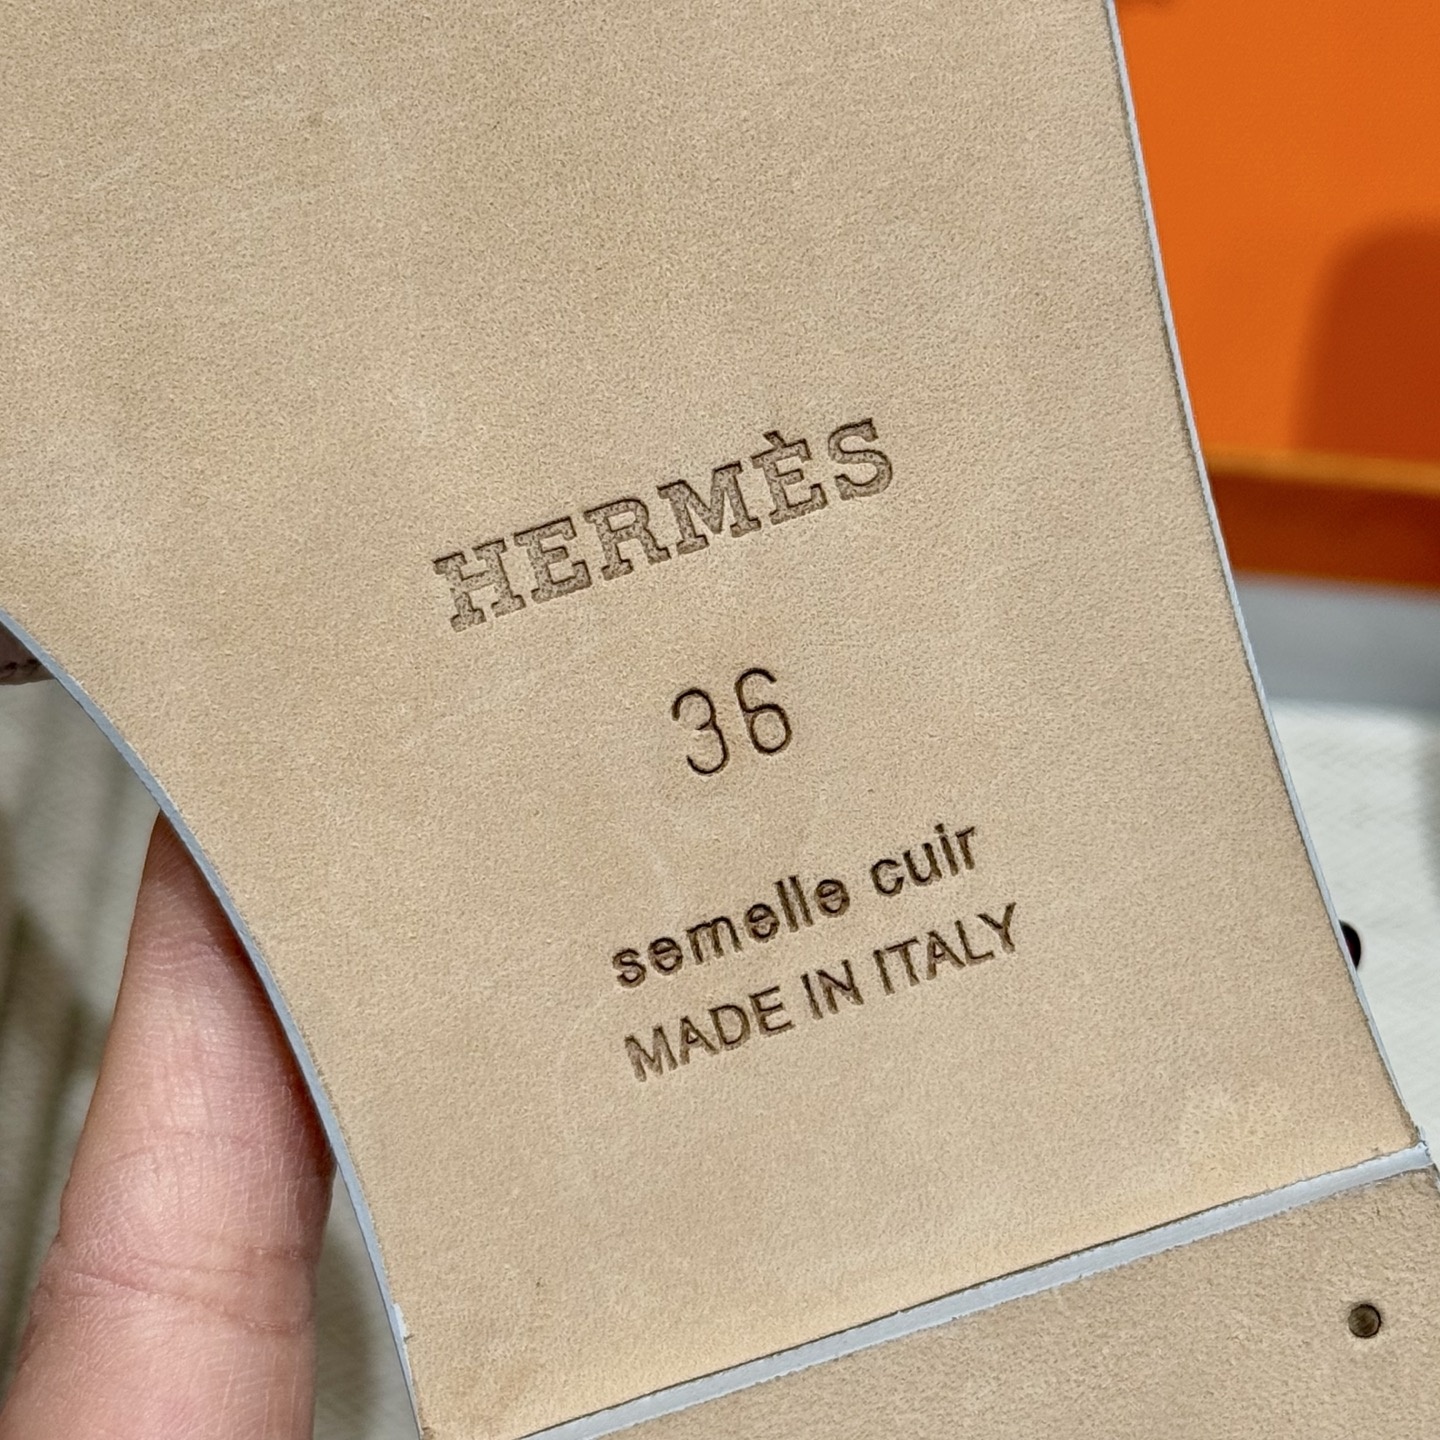 HERMÈS
36
semelle cuir
MADE IN ITALY